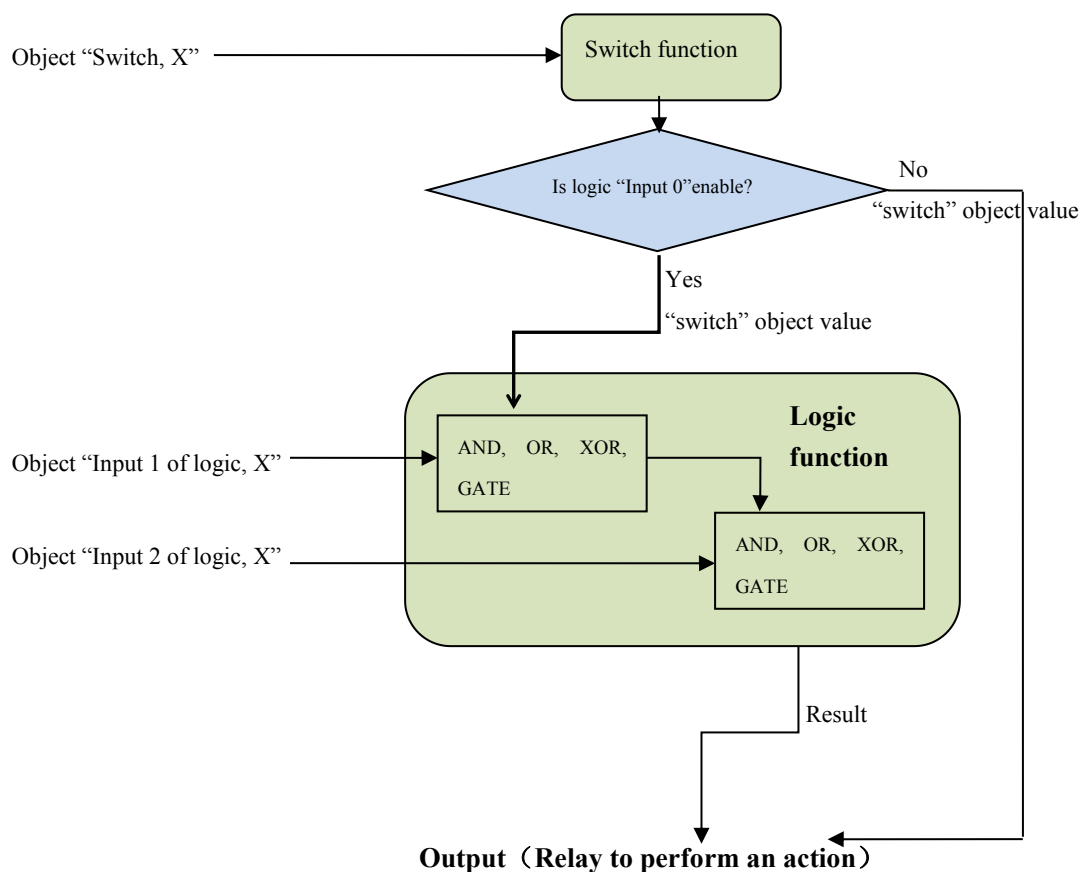 Object “Switch, X”
Switch function
Is logic “Input 0”enable?
No
“switch” object value
Yes
“switch” object value
Logic
function
AND, OR, XOR,
GATE
Object “Input 1 of logic, X”
AND, OR, XOR,
GATE
Object “Input 2 of logic, X”
Result
Output（Relay to perform an action）